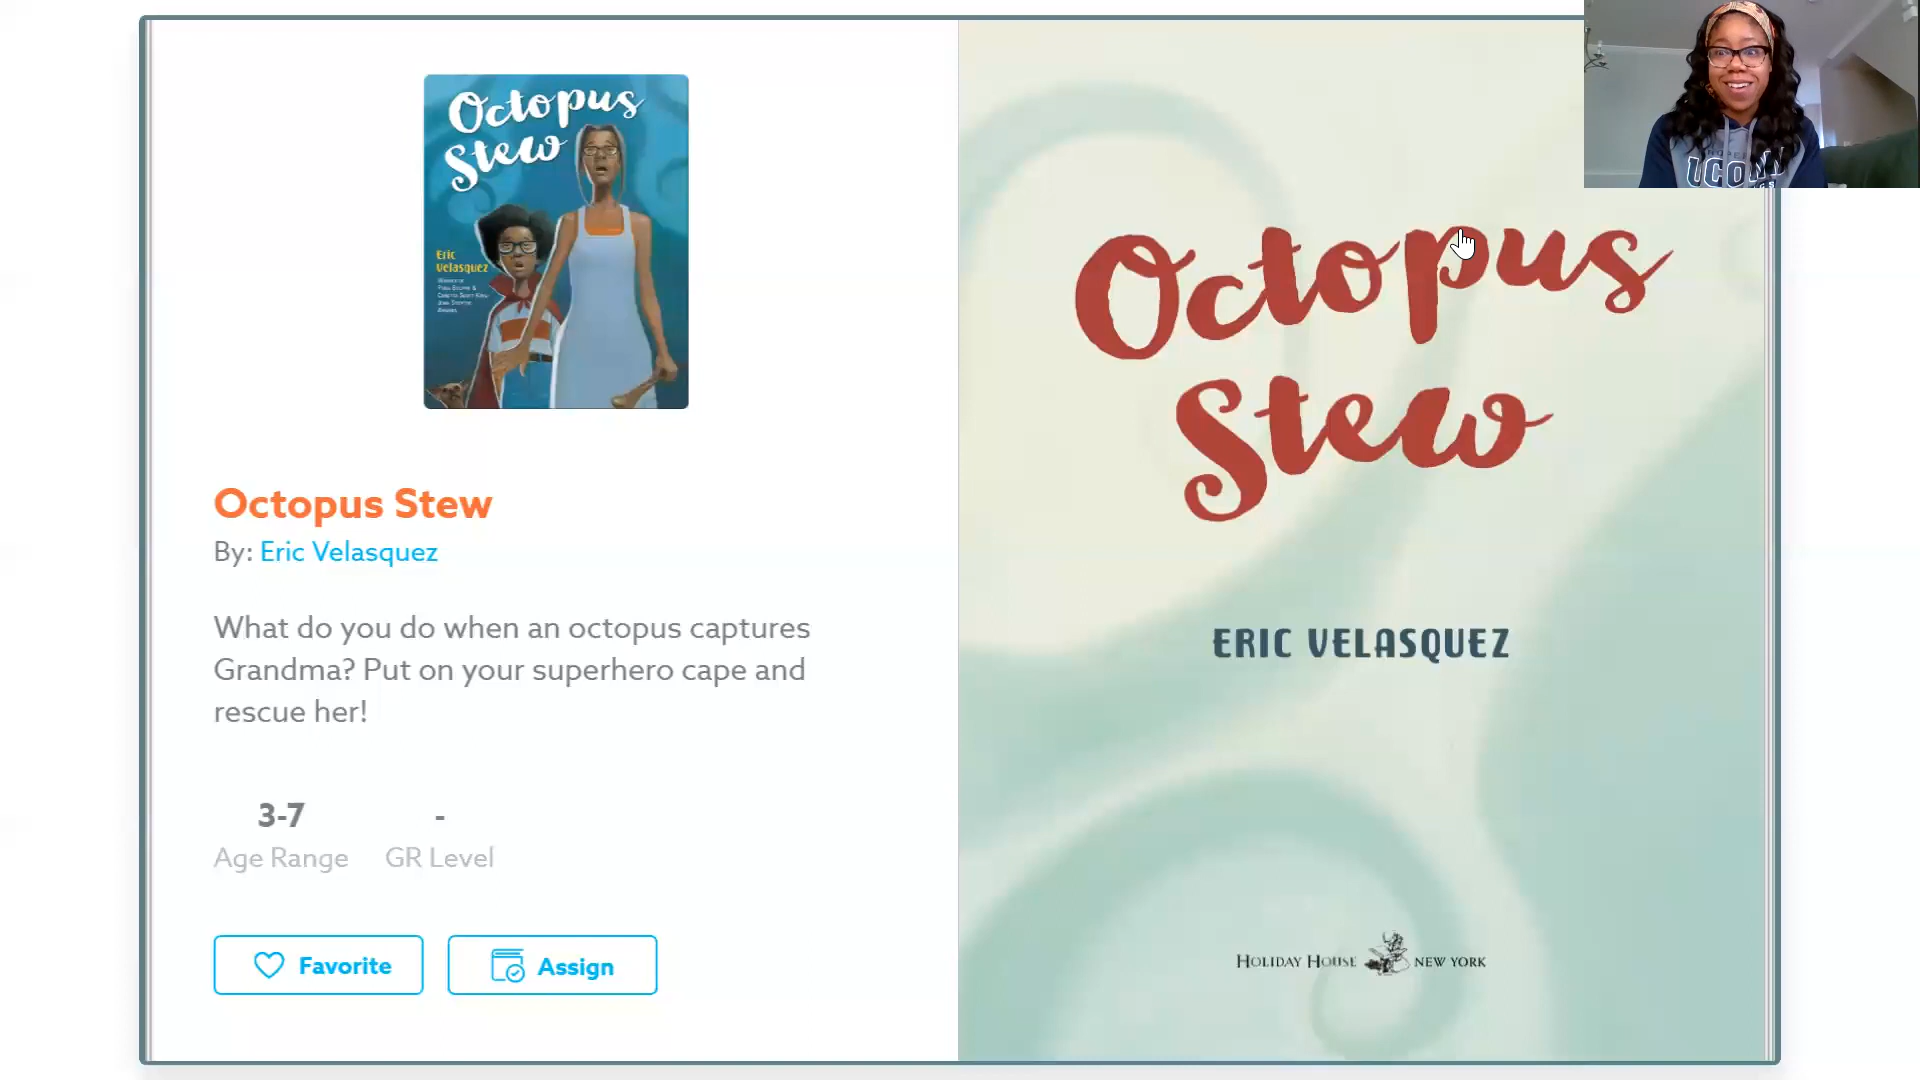 Octopus
Stew
Eric
Velasquez
Octopus Stew
By: Eric Velasquez
What do you do when an octopus captures
Grandma? Put on your superhero cape and
rescue her!
3-7 -
Age Range GR Level
Favorite Assign
Octopus
Stew
ERIC VELASQUEZ
HOLIDAY HOUSE NEW YORK
UCONN